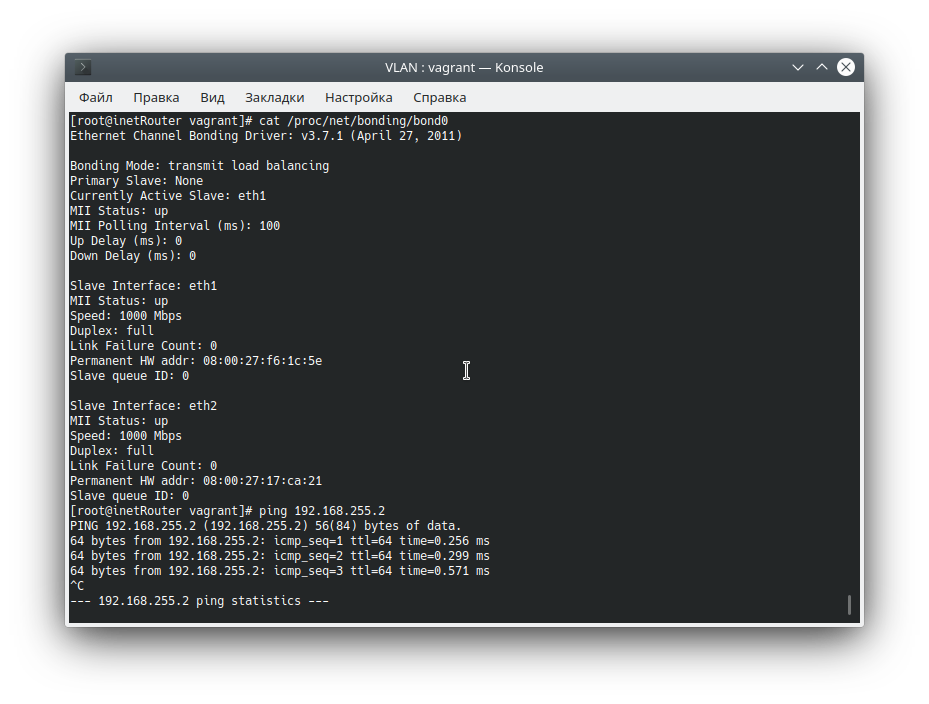 VLAN : vagrant — Konsole
Файл Правка Вид Закладки Настройка Справка
[root@inetRouter vagrant]# cat /proc/net/bonding/bond0
Ethernet Channel Bonding Driver: v3.7.1 (April 27, 2011)
Bonding Mode: transmit load balancing
Primary Slave: None
Currently Active Slave: eth1
MII Status: up
MII Polling Interval (ms): 100
Up Delay (ms): 0
Down Delay (ms): 0
Slave Interface: eth1
MII Status: up
Speed: 1000 Mbps
Duplex: full
Link Failure Count: 0
Permanent HW addr: 08:00:27:f6:1c:5e
Slave queue ID: 0
Slave Interface: eth2
MII Status: up
Speed: 1000 Mbps
Duplex: full
Link Failure Count: 0
Permanent HW addr: 08:00:27:17:ca:21
Slave queue ID: 0
[root@inetRouter vagrant]# ping 192.168.255.2
PING 192.168.255.2 (192.168.255.2) 56(84) bytes of data.
64 bytes from 192.168.255.2: icmp_seq=1 ttl=64 time=0.256 ms
64 bytes from 192.168.255.2: icmp_seq=2 ttl=64 time=0.299 ms
64 bytes from 192.168.255.2: icmp_seq=3 ttl=64 time=0.571 ms
^C
--- 192.168.255.2 ping statistics ---